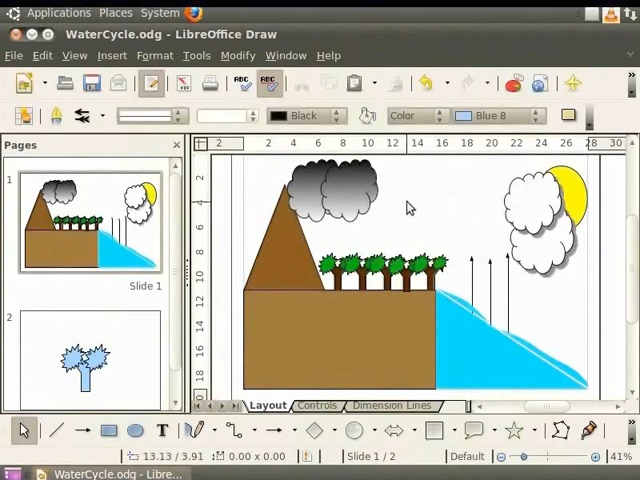 Applications Places System
WaterCycle.odg - LibreOffice Draw
File Edit View Insert Format Tools Modify Window Help
ABC ABC
Black Color Blue 8
Pages
2 2 4 6 8 10 12 14 16 18 20 22 24 26 28 30
2
4
6
8
10
12
14
16
18
1
Slide 1
2
Layout Controls Dimension Lines
T
13.13 / 3.91 0.00 x 0.00 Slide 1 / 2 Default 41%
WaterCycle.odg - Libre...